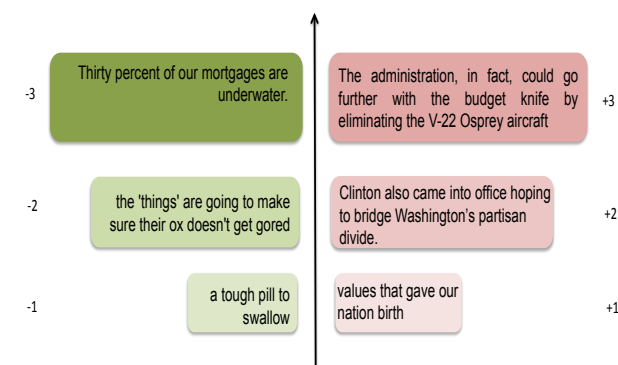 -3
Thirty percent of our mortgages are
underwater.
The administration, in fact, could go
further with the budget knife by
eliminating the V-22 Osprey aircraft
+3
-2
the 'things' are going to make
sure their ox doesn't get gored
Clinton also came into office hoping
to bridge Washington’s partisan
divide.
+2
-1
a tough pill to
swallow
values that gave our
nation birth
+1